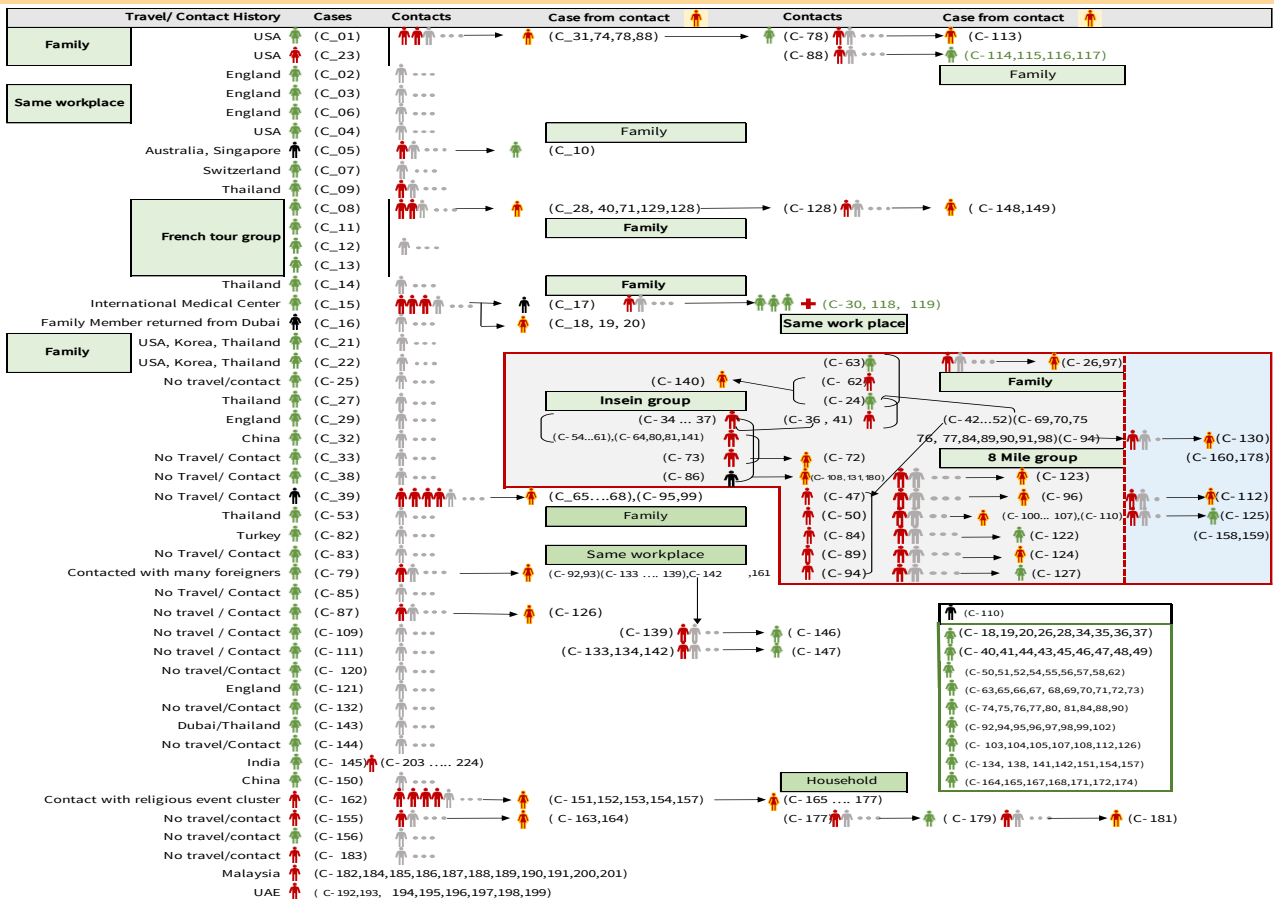 Travel/ Contact History Cases Contacts Case from contact Contacts Case from contact
Family
USA (C_01) (C_31,74,78,88) (C-78) (C-113)
USA (C_23) (C-88) (C-114,115,116,117)
England (C_02) Family
Same workplace
England (C_03)
England (C_06)
USA (C_04) Family
Australia, Singapore (C_05) (C_10)
Switzerland (C_07)
Thailand (C_09)
French tour group
(C_08) (C_28, 40,71,129,128) (C-128) ( C-148,149)
(C_11) Family
(C_12)
(C_13)
Thailand (C_14) Family
International Medical Center (C_15) (C_17) (C-30, 118, 119)
Family Member returned from Dubai (C_16) (C_18, 19, 20) Same work place
Family
USA, Korea, Thailand (C_21)
USA, Korea, Thailand (C_22) (C-63) (C-26,97)
No travel/contact (C-25) (C-140) (C- 62) Family
Thailand (C_27) Insein group (C-24)
England (C_29) (C-34 ... 37) (C-36 , 41) (C-42...52)(C-69,70,75
China (C_32) (C-54...61),(C-64,80,81,141) 76, 77,84,89,90,91,98)(C-94) (C-130)
No Travel/ Contact (C_33) (C-73) (C-72) 8 Mile group (C-160,178)
No Travel/ Contact (C_38) (C-86) (C-108,131,180) (C-123)
No Travel/ Contact (C_39) (C_65....68),(C-95,99) (C-47) (C-96) (C-112)
Thailand (C-53) Family (C-50) (C-100... 107),(C-110) (C-125)
Turkey (C-82) (C-84) (C-122) (C-158,159)
No Travel/ Contact (C-83) Same workplace (C-89) (C-124)
Contacted with many foreigners (C-79) (C-92,93)(C-133 .... 139),C-142 ,161 (C-94) (C-127)
No Travel/ Contact (C-85)
No travel / Contact (C-87) (C-126) (C-110)
No travel / Contact (C-109) (C-139) ( C-146) (C-18,19,20,26,28,34,35,36,37)
No travel / Contact (C-111) (C-133,134,142) (C-147) (C-40,41,44,43,45,46,47,48,49)
No travel/Contact (C- 120) (C-50,51,52,54,55,56,57,58,62)
England (C-121) (C-63,65,66,67, 68,69,70,71,72,73)
No travel/Contact (C-132) (C-74,75,76,77,80, 81,84,88,90)
Dubai/Thailand (C-143) (C-92,94,95,96,97,98,99,102)
No travel/Contact (C-144) (C- 103,104,105,107,108,112,126)
India (C- 145) (C-203 ..... 224) (C-134, 138, 141,142,151,154,157)
China (C-150) Household (C-164,165,167,168,171,172,174)
Contact with religious event cluster (C- 162) (C-151,152,153,154,157) (C-165 .... 177)
No travel/contact (C- 155) ( C-163,164) (C-177) ( C-179) (C-181)
No travel/contact (C-156)
No travel/contact (C- 183)
Malaysia (C-182,184,185,186,187,188,189,190,191,200,201)
UAE ( C-192,193, 194,195,196,197,198,199)